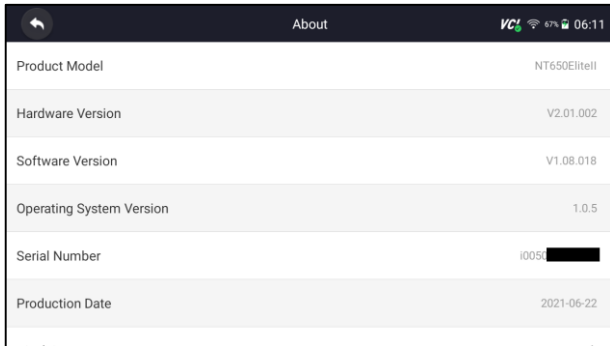 About
VCI 67% 06:11
Product Model NT650EliteII
Hardware Version V2.01.002
Software Version V1.08.018
Operating System Version 1.0.5
Serial Number i0050
Production Date 2021-06-22